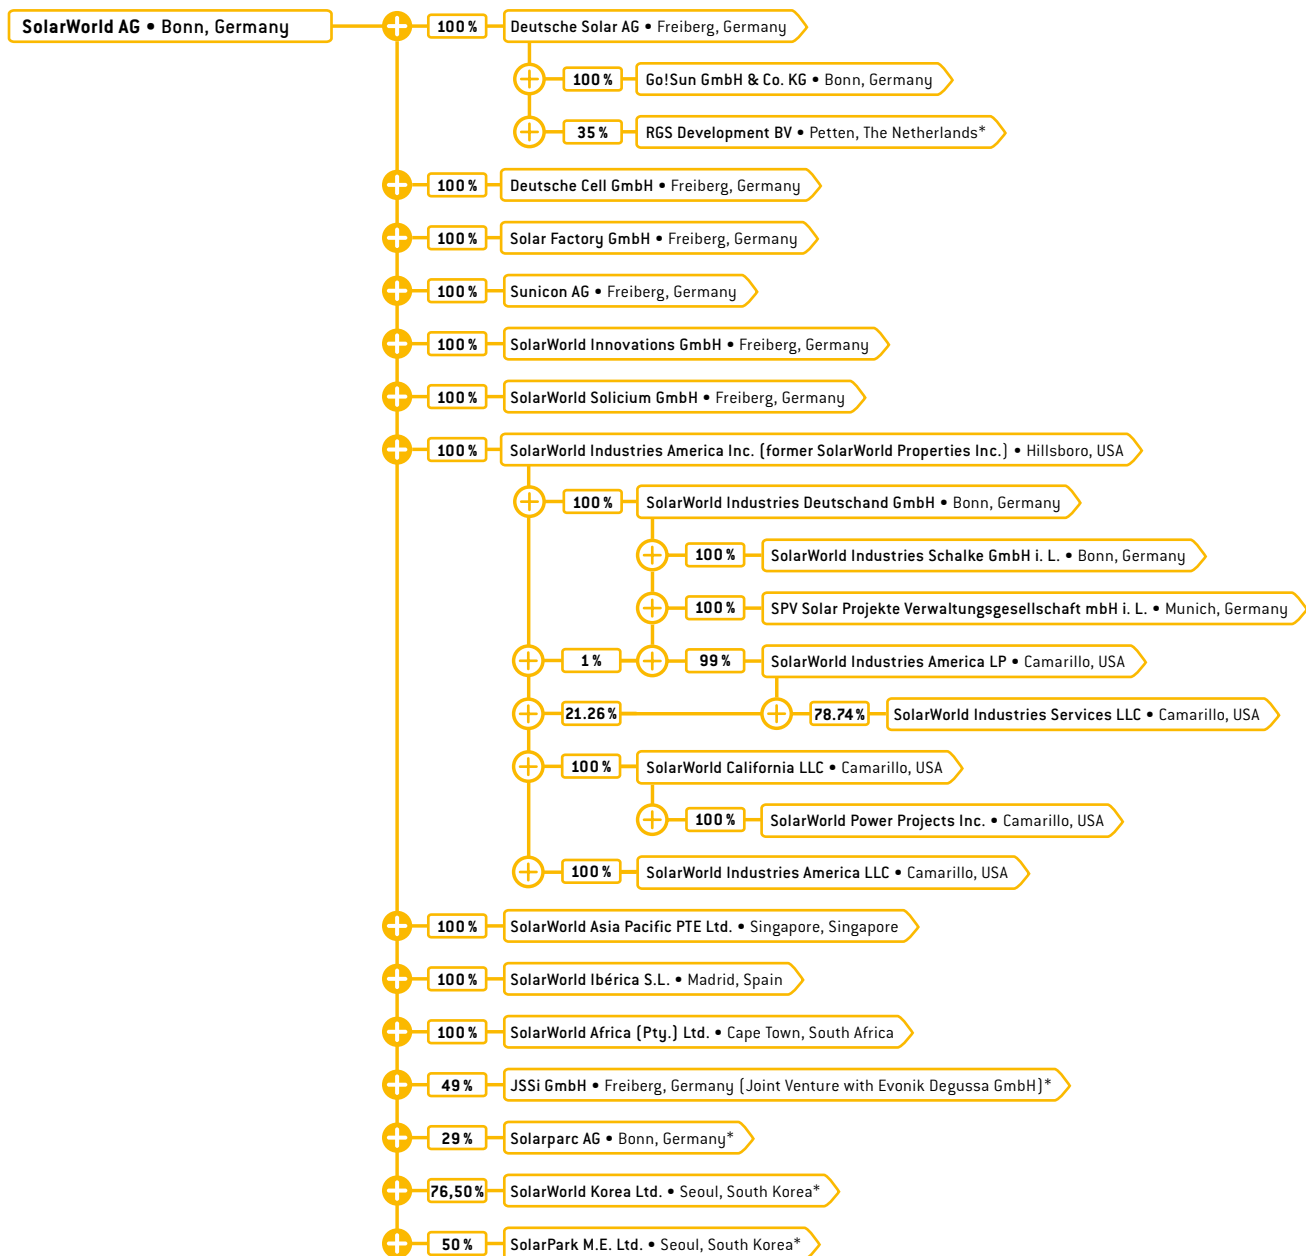 SolarWorld AG • Bonn, Germany 100% Deutsche Solar AG • Freiberg, Germany
100% Go!Sun GmbH & Co. KG • Bonn, Germany
35% RGS Development BV • Petten, The Netherlands*
100% Deutsche Cell GmbH • Freiberg, Germany
100% Solar Factory GmbH • Freiberg, Germany
100% Sunicon AG • Freiberg, Germany
100% SolarWorld Innovations GmbH • Freiberg, Germany
100% SolarWorld Solicium GmbH • Freiberg, Germany
100% SolarWorld Industries America Inc. (former SolarWorld Properties Inc.) • Hillsboro, USA
100% SolarWorld Industries Deutschand GmbH • Bonn, Germany
100% SolarWorld Industries Schalke GmbH i. L. • Bonn, Germany
100% SPV Solar Projekte Verwaltungsgesellschaft mbH i. L. • Munich, Germany
1% 99% SolarWorld Industries America LP • Camarillo, USA
21.26% 78.74% SolarWorld Industries Services LLC • Camarillo, USA
100% SolarWorld California LLC • Camarillo, USA
100% SolarWorld Power Projects Inc. • Camarillo, USA
100% SolarWorld Industries America LLC • Camarillo, USA
100% SolarWorld Asia Pacific PTE Ltd. • Singapore, Singapore
100% SolarWorld Ibérica S.L. • Madrid, Spain
100% SolarWorld Africa (Pty.) Ltd. • Cape Town, South Africa
49% JSSi GmbH • Freiberg, Germany (Joint Venture with Evonik Degussa GmbH)*
29% Solarparc AG • Bonn, Germany*
76,50% SolarWorld Korea Ltd. • Seoul, South Korea*
50% SolarPark M.E. Ltd. • Seoul, South Korea*